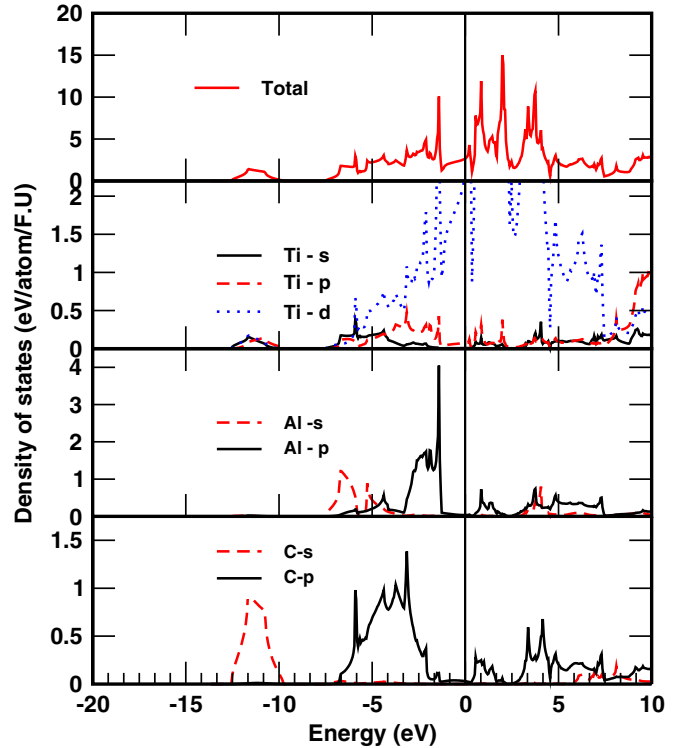 Density of states (eV/atom/F.U)
20
15
10
5
0
Total
2
1.5
1
0.5
0
Ti - s
Ti - p
Ti - d
4
3
2
1
0
Al -s
Al - p
1.5
1
0.5
0
C-s
C-p
-20 -15 -10 -5 0 5 10
Energy (eV)